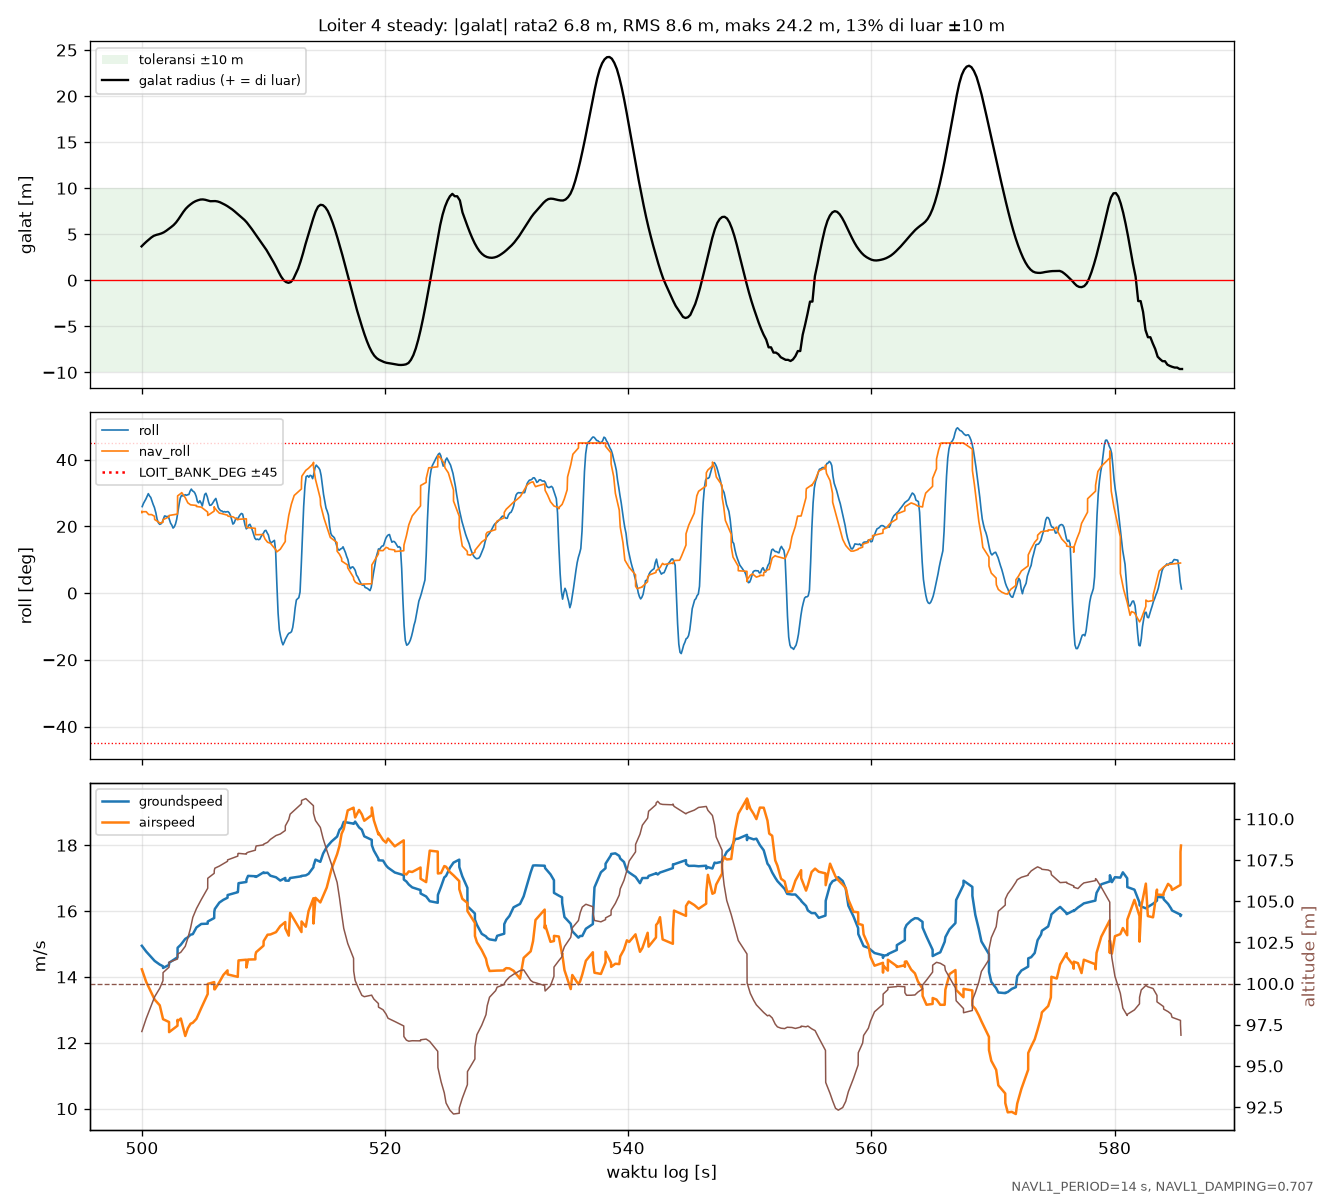 Loiter 4 steady: |galat| rata2 6.8 m, RMS 8.6 m, maks 24.2 m, 13% di luar ±10 m
toleransi ±10 m
galat radius (+ = di luar)
25
20
15
10
5
0
−5
−10
galat [m]
roll
nav_roll
LOIT_BANK_DEG ±45
40
20
0
−20
−40
roll [deg]
groundspeed
airspeed
18
16
14
12
10
m/s
110.0
107.5
105.0
102.5
100.0
97.5
95.0
92.5
altitude [m]
500
520
540
560
580
waktu log [s]
NAVL1_PERIOD=14 s, NAVL1_DAMPING=0.707